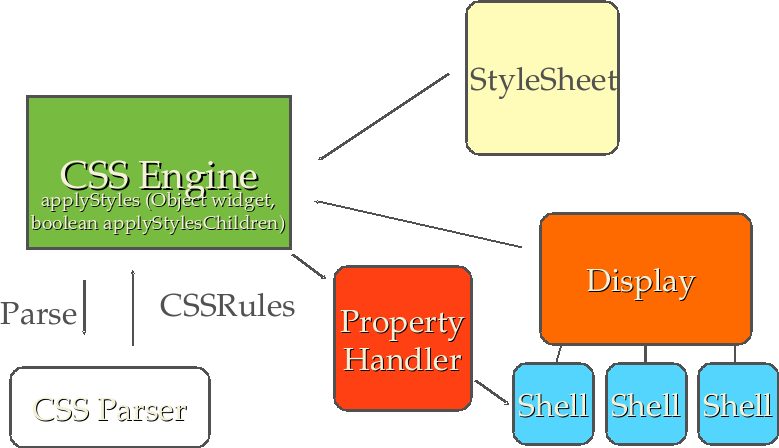 StyleSheet
CSS Engine
applyStyles (Object widget,
boolean applyStylesChildren)
Display
Parse
CSSRules
Property
Handler
CSS Parser
Shell
Shell
Shell